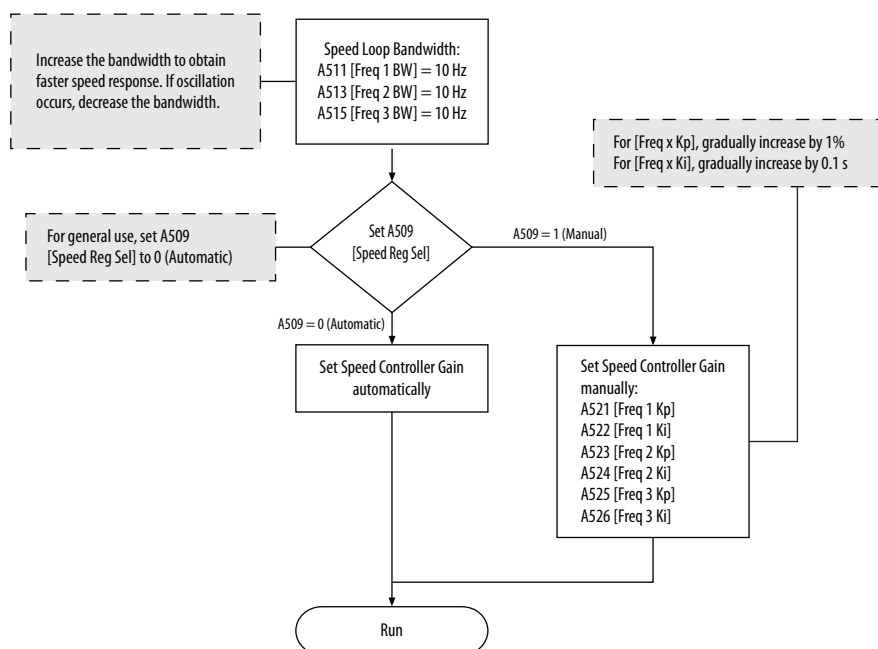 Increase the bandwidth to obtain
faster speed response. If oscillation
occurs, decrease the bandwidth.
Speed Loop Bandwidth:
A511 [Freq 1 BW] = 10 Hz
A513 [Freq 2 BW] = 10 Hz
A515 [Freq 3 BW] = 10 Hz
For [Freq x Kp], gradually increase by 1%
For [Freq x Ki], gradually increase by 0.1 s
For general use, set A509
[Speed Reg Sel] to 0 (Automatic)
Set A509
[Speed Reg Sel]
A509 = 1 (Manual)
A509 = 0 (Automatic)
Set Speed Controller Gain
automatically
Set Speed Controller Gain
manually:
A521 [Freq 1 Kp]
A522 [Freq 1 Ki]
A523 [Freq 2 Kp]
A524 [Freq 2 Ki]
A525 [Freq 3 Kp]
A526 [Freq 3 Ki]
Run